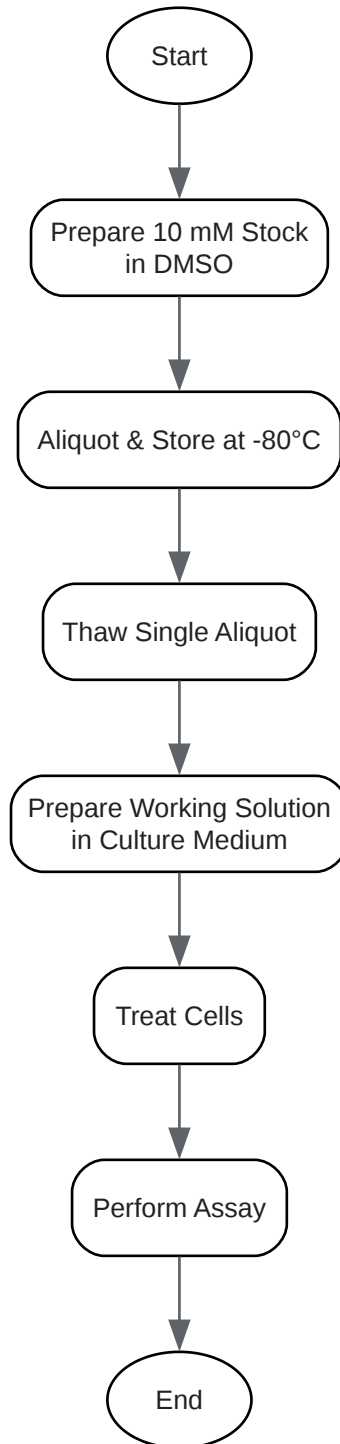 Start
Prepare 10 mM Stock
in DMSO
Aliquot & Store at -80°C
Thaw Single Aliquot
Prepare Working Solution
in Culture Medium
Treat Cells
Perform Assay
End